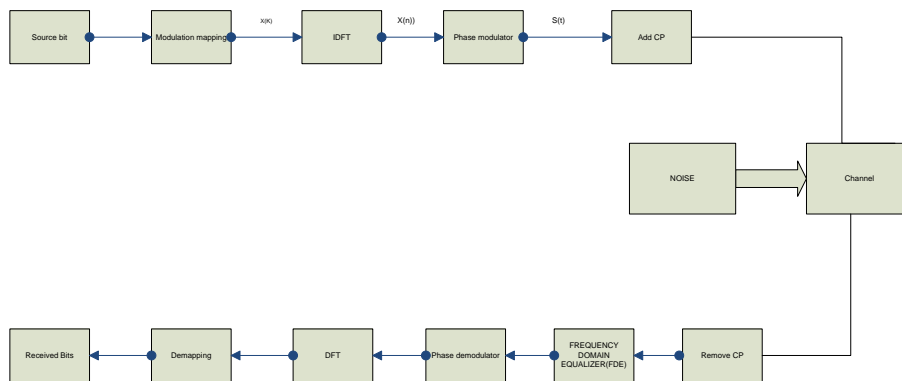 Source bit
Modulation mapping
X(K)
IDFT
X(n))
Phase modulator
S(t)
Add CP
NOISE
Channel
Received Bits
Demapping
DFT
Phase demodulator
FREQUENCY
DOMAIN
EQUALIZER(FDE)
Remove CP